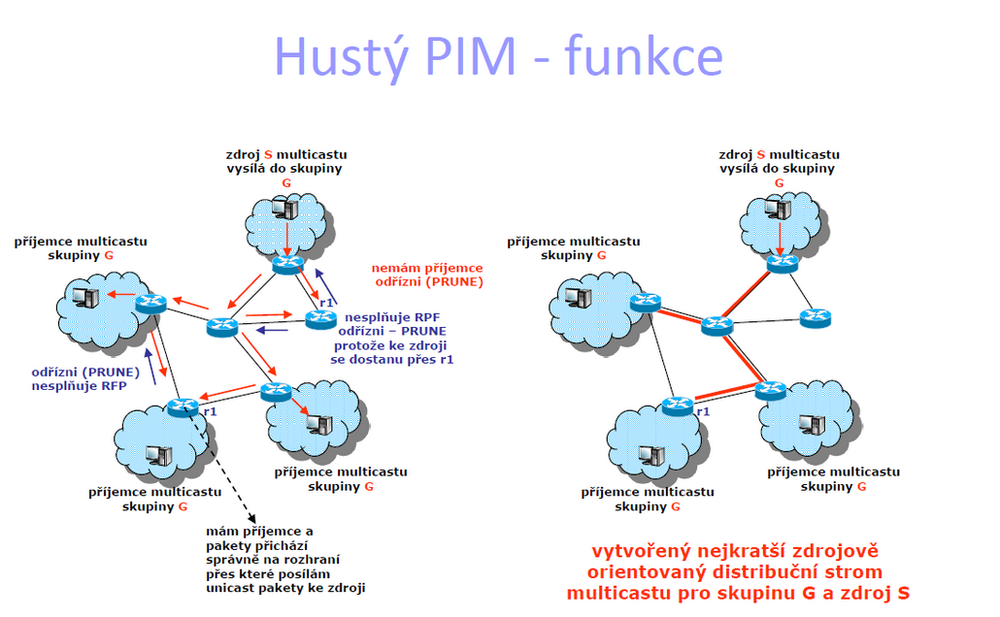 Hustý PIM - funkce
zdroj S multicastu
vysílá do skupiny
G
příjemce multicastu
skupiny G
nemám příjemce
odřízni (PRUNE)
r1
nesplňuje RPF
odřízni – PRUNE
protože ke zdroji
se dostanu přes r1
odřízni (PRUNE)
nesplňuje RFP
r1
příjemce multicastu
skupiny G
příjemce multicastu
skupiny G
mám příjemce a
pakety přichází
správně na rozhraní
přes které posílám
unicast pakety ke zdroji
zdroj S multicastu
vysílá do skupiny
G
příjemce multicastu
skupiny G
r1
příjemce multicastu
skupiny G
příjemce multicastu
skupiny G
vytvořený nejkratší zdrojově
orientovaný distribuční strom
multicastu pro skupinu G a zdroj S